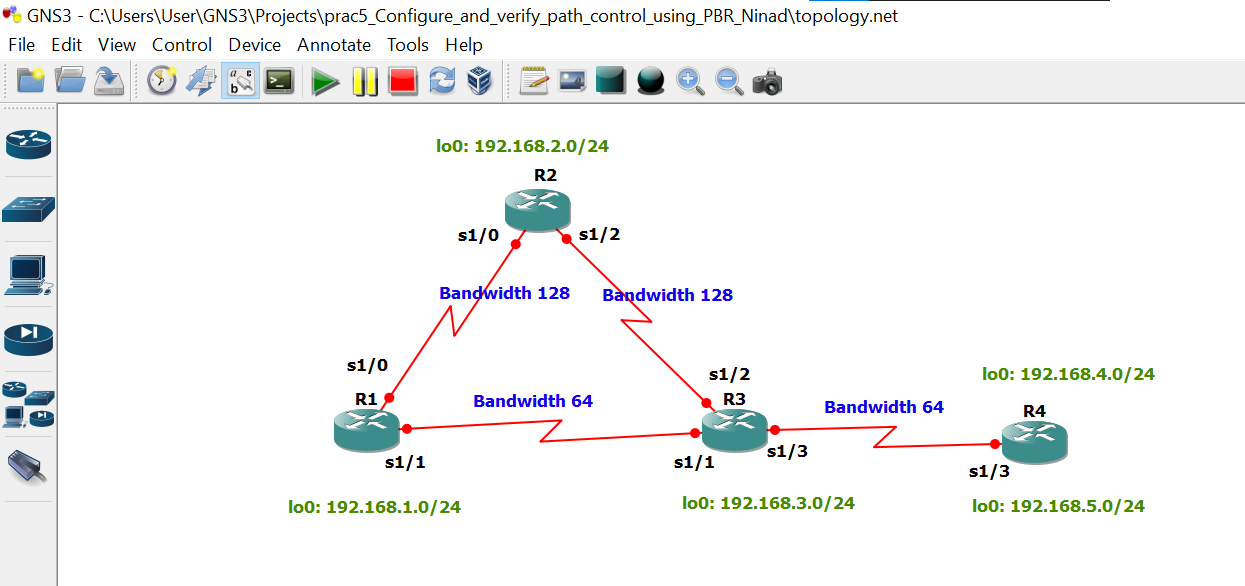 GNS3 - C:\Users\User\GNS3\Projects\prac5_Configure_and_verify_path_control_using_PBR_Ninad\topology.net
File Edit View Control Device Annotate Tools Help
a c
b
lo0: 192.168.2.0/24
R2
s1/0 s1/2
Bandwidth 128 Bandwidth 128
s1/0 s1/2
lo0: 192.168.4.0/24
R1 Bandwidth 64 R3 Bandwidth 64 R4
s1/1 s1/1 s1/3 s1/3
lo0: 192.168.1.0/24 lo0: 192.168.3.0/24 lo0: 192.168.5.0/24